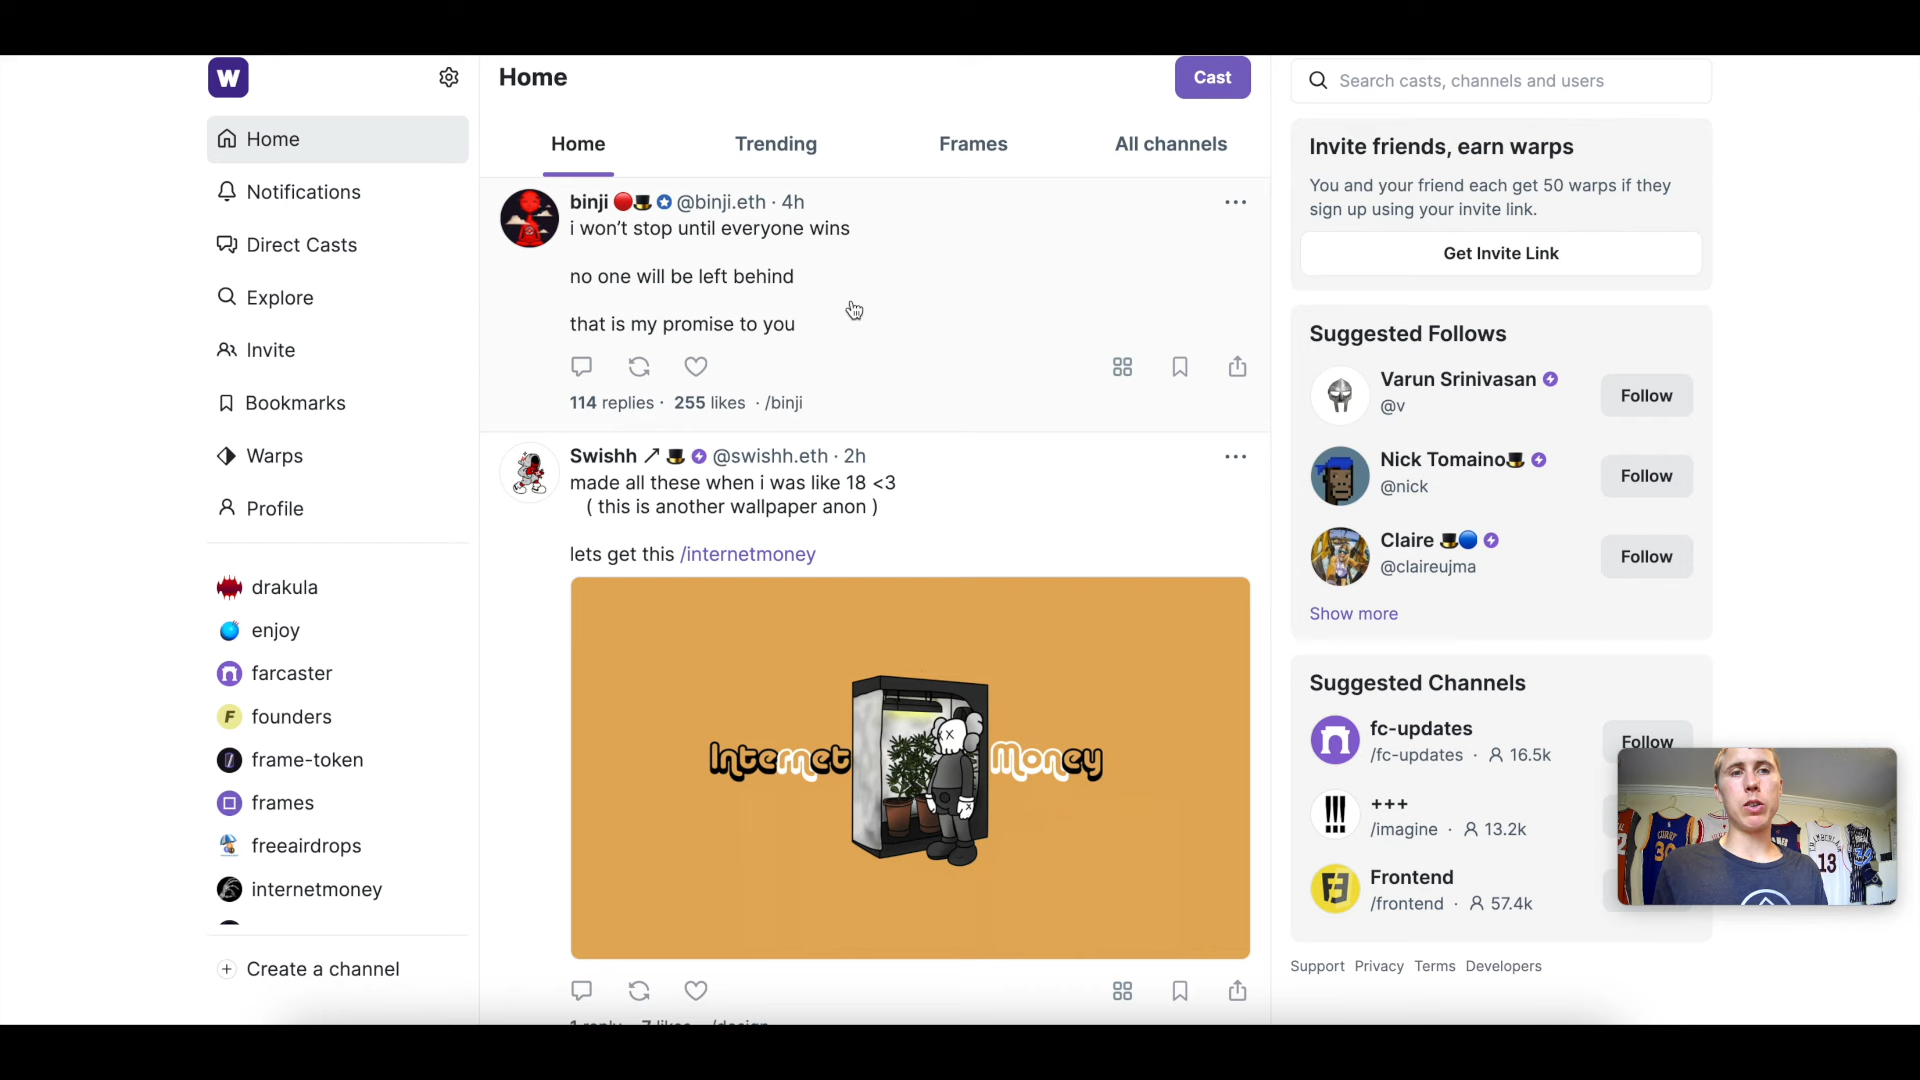 W
Home
Notifications
Direct Casts
Explore
Invite
Bookmarks
Warps
Profile
drakula
enjoy
farcaster
F founders
frame-token
frames
freeairdrops
internetmoney
+ Create a channel
Home
Cast
Home Trending Frames All channels
binji @binji.eth · 4h
i won’t stop until everyone wins
no one will be left behind
that is my promise to you
114 replies · 255 likes · /binji
Swishh ↗ @swishh.eth · 2h
made all these when i was like 18 <3
( this is another wallpaper anon )
lets get this /internetmoney
Internet Money
Search casts, channels and users
Invite friends, earn warps
You and your friend each get 50 warps if they
sign up using your invite link.
Get Invite Link
Suggested Follows
Varun Srinivasan
@v
Follow
Nick Tomaino
@nick
Follow
Claire
@claireujma
Follow
Show more
Suggested Channels
fc-updates
/fc-updates · 16.5k
Follow
+++
/imagine · 13.2k
Frontend
/frontend · 57.4k
Support Privacy Terms Developers
13